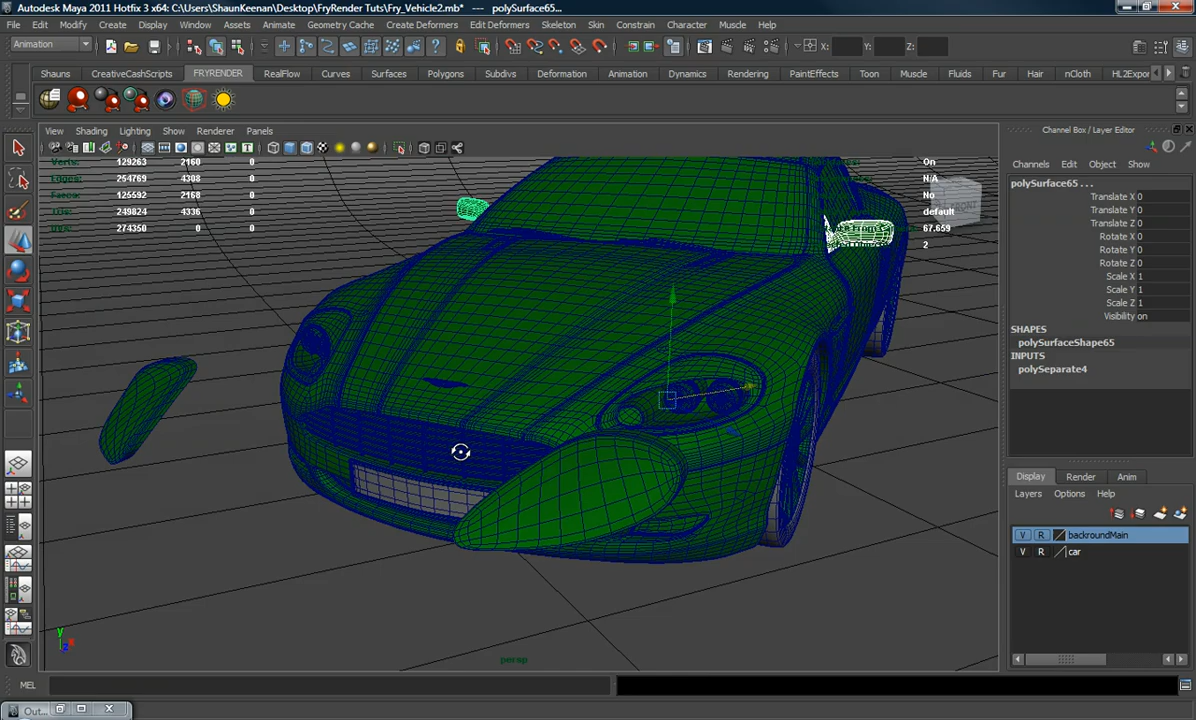 Autodesk Maya 2011 Hotfix 3 x64: C:\Users\ShaunKeenan\Desktop\FryRender Tuts\Fry_Vehicle2.mb* --- polySurface65...
File Edit Modify Create Display Window Assets Animate Geometry Cache Create Deformers Edit Deformers Skeleton Skin Constrain Character Muscle Help
Animation X: Y: Z:
Shauns CreativeCashScripts FRYRENDER RealFlow Curves Surfaces Polygons Subdivs Deformation Animation Dynamics Rendering PaintEffects Toon Muscle Fluids Fur Hair nCloth HL2Expor
View Shading Lighting Show Renderer Panels
Channel Box / Layer Editor
Channels Edit Object Show
Verts: 129263 2160 0
Edges: 254769 4308 0
Faces: 125592 2168 0
Tris: 249824 4336 0
UVs: 274350 0 0
On
N/A
default
67.659
2
FRONT
polySurface65 . . .
Translate X 0
Translate Y 0
Translate Z 0
Rotate X 0
Rotate Y 0
Rotate Z 0
Scale X 1
Scale Y 1
Scale Z 1
Visibility on
SHAPES
polySurfaceShape65
INPUTS
polySeparate4
Display Render Anim
Layers Options Help
V R backroundMain
V R car
y
x
z
persp
MEL
Out...